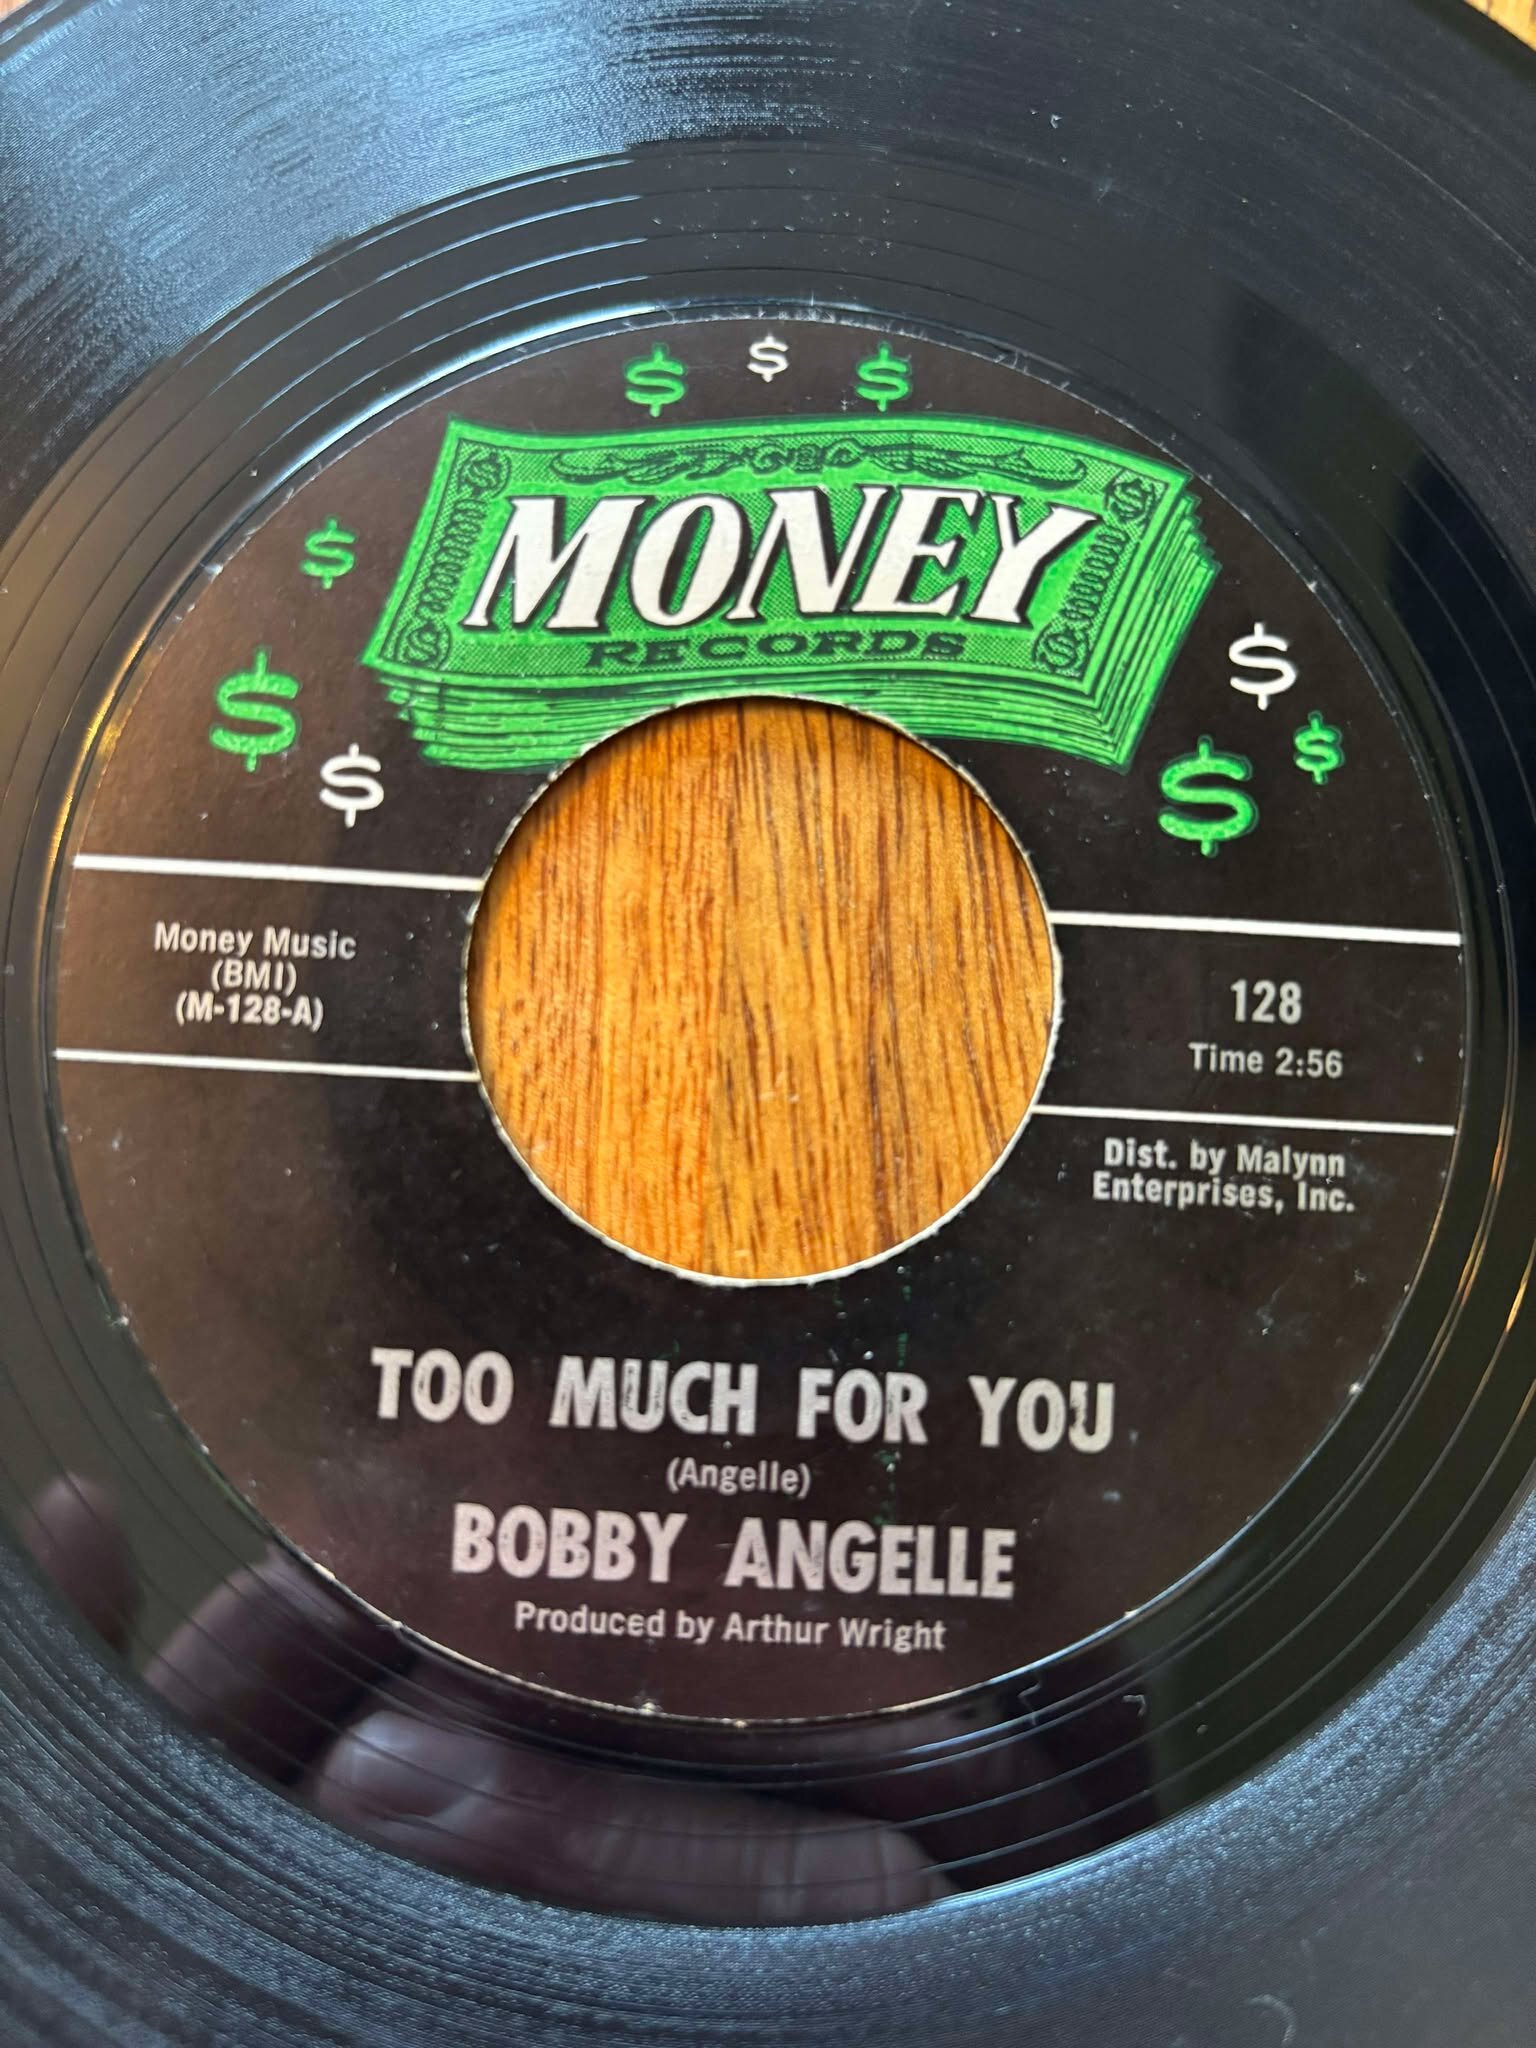 $ $ $
$
MONEY
RECORDS
$
$
$
$
$
Money Music
(BMI)
(M-128-A)
128
Time 2:56
Dist. by Malynn
Enterprises, Inc.
TOO MUCH FOR YOU
(Angelle)
BOBBY ANGELLE
Produced by Arthur Wright